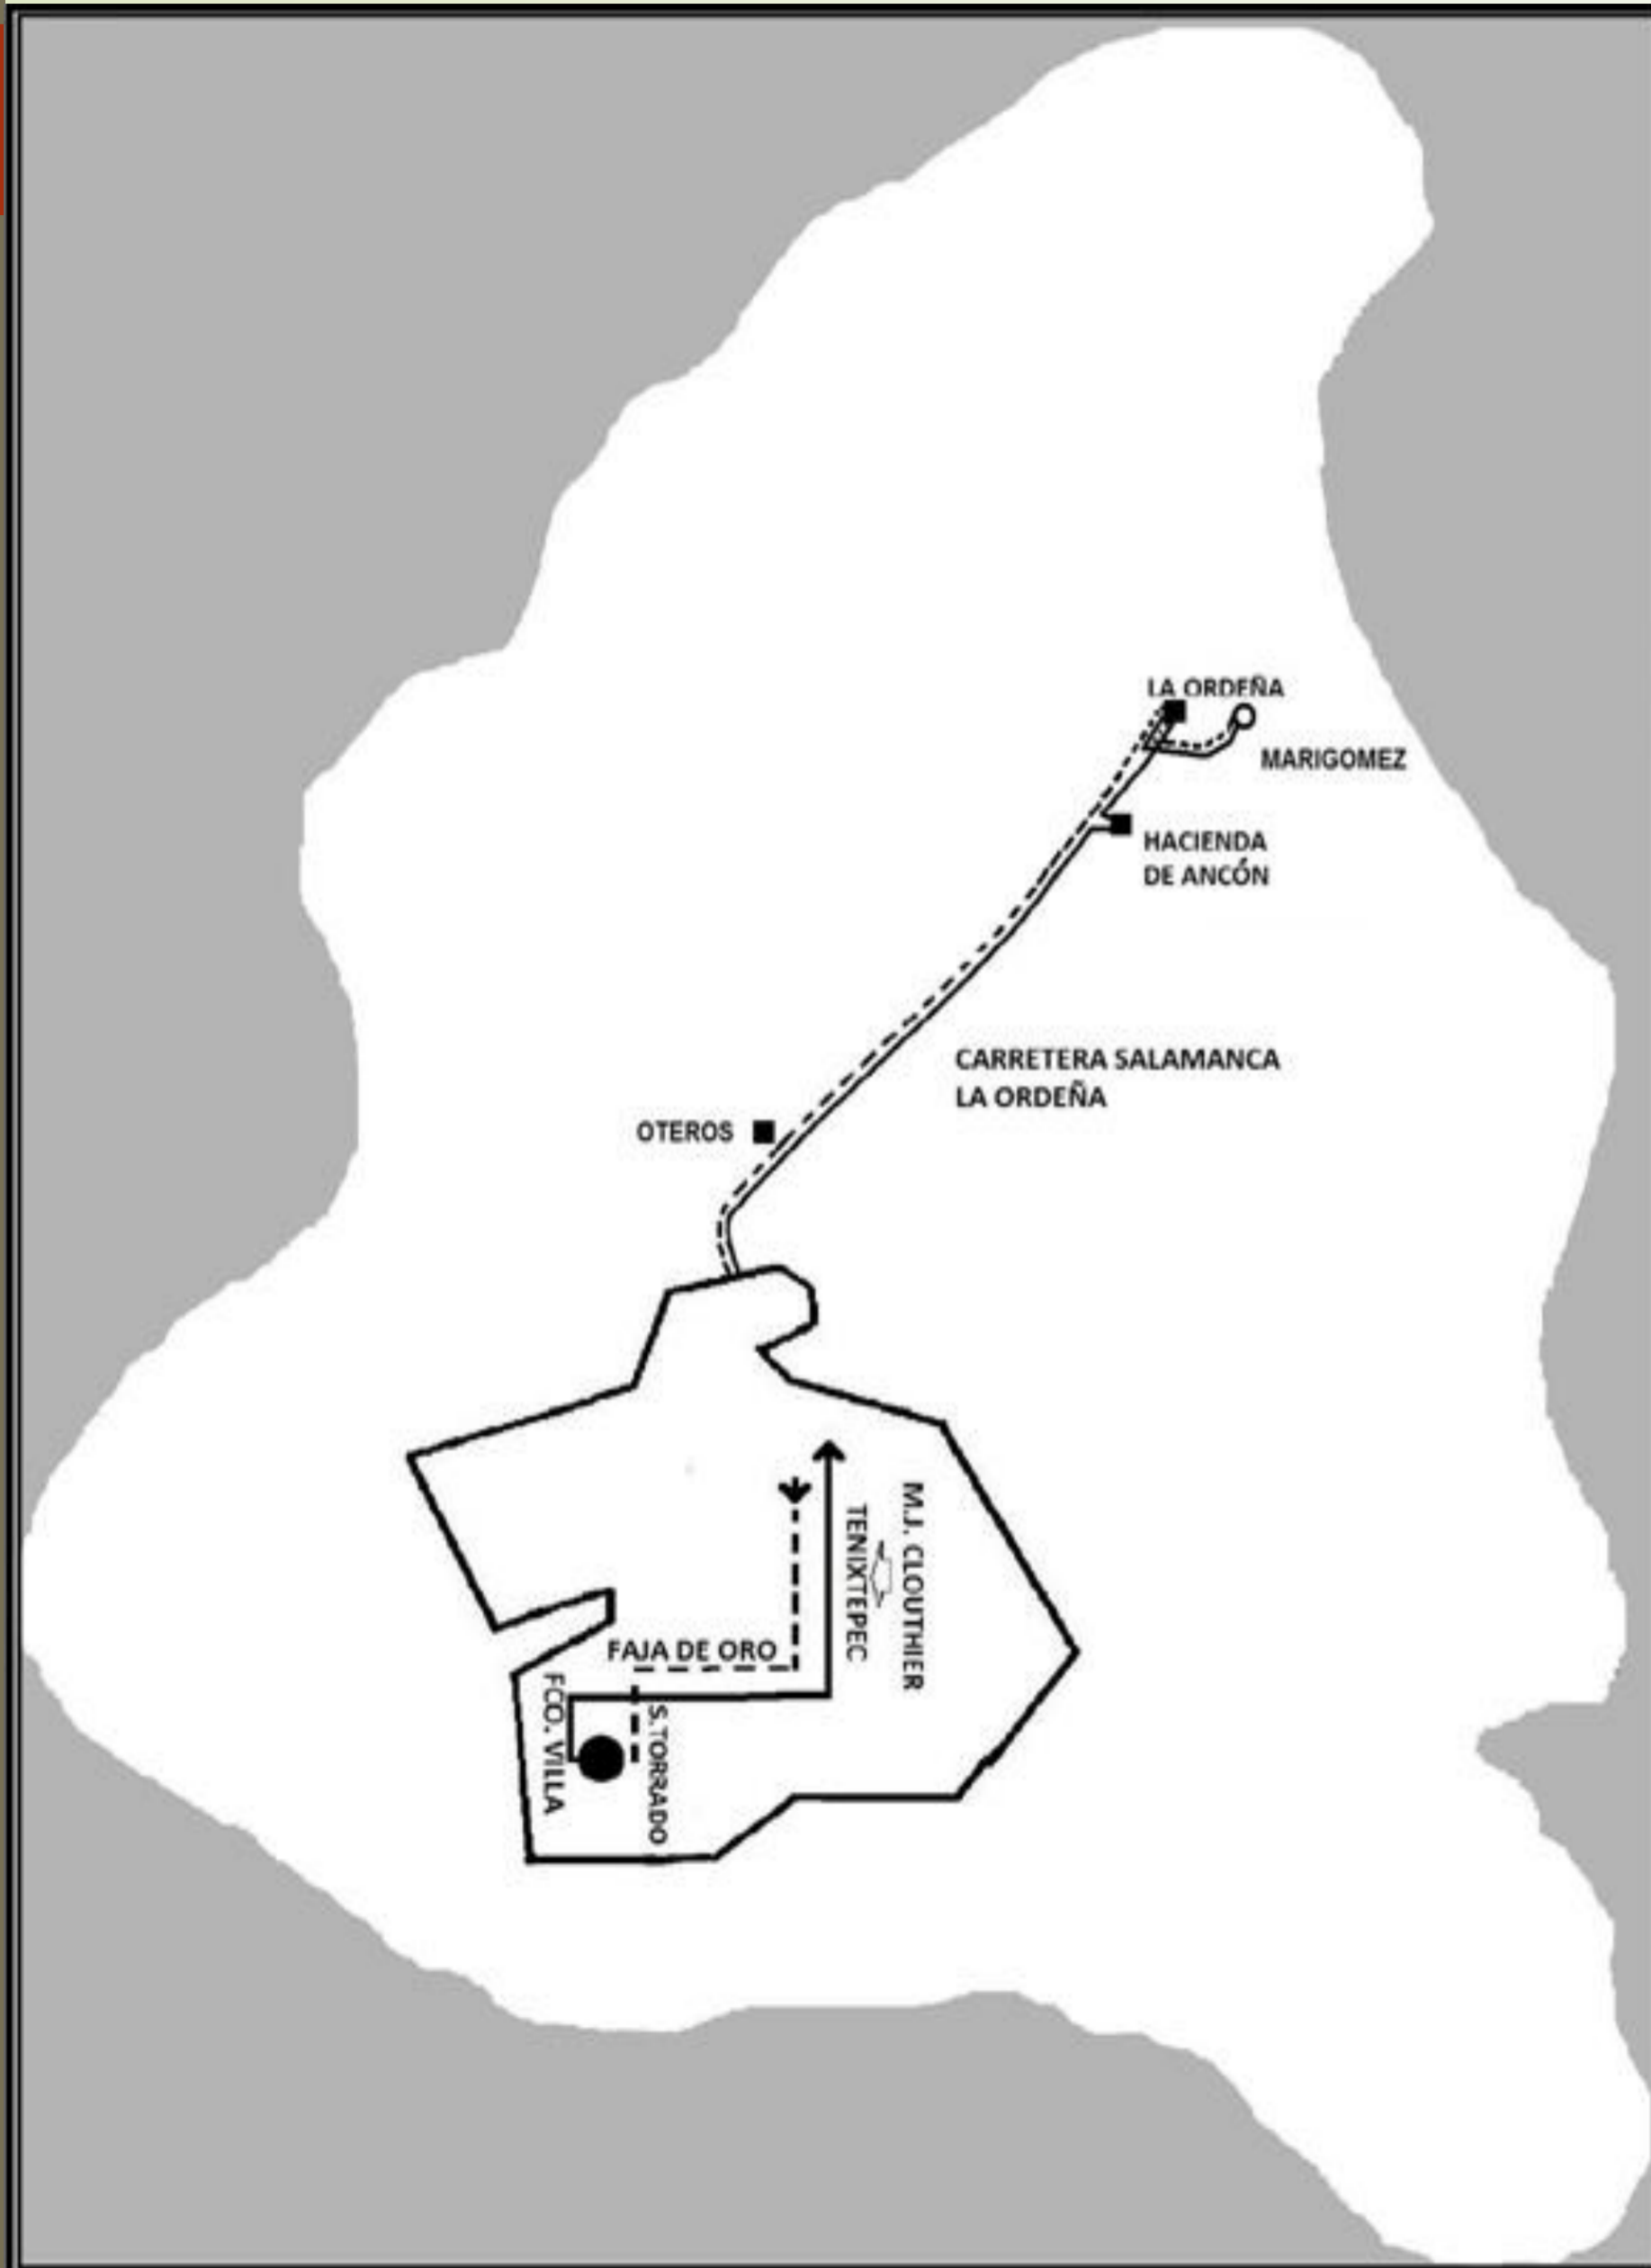 LA ORDEÑA
MARIGOMEZ
HACIENDA
DE ANCÓN
CARRETERA SALAMANCA
LA ORDEÑA
OTEROS
M.J. CLOUTHIER
TENIXTEPEC
FAJA DE ORO
FCO. VILLA
S.TORRADO